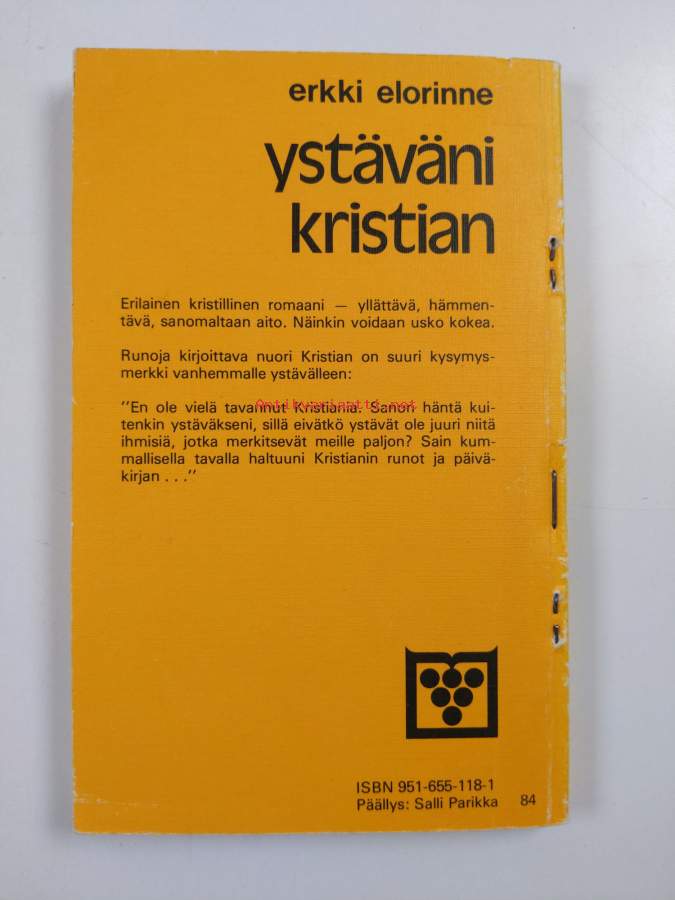 erkki elorinne
ystäväni
kristian
Erilainen kristillinen romaani — yllättävä, hämmen-
tävä, sanomaltaan aito. Näinkin voidaan usko kokea.
Runoja kirjoittava nuori Kristian on suuri kysymys-
merkki vanhemmalle ystävälleen:
"En ole vielä tavannut Kristiania. Sanon häntä kui-
tenkin ystäväkseni, sillä eivätkö ystävät ole juuri niitä
ihmisiä, jotka merkitsevät meille paljon? Sain kum-
mallisella tavalla haltuuni Kristianin runot ja päivä-
kirjan . . ."
Antikvariaatti.net
ISBN 951-655-118-1
Päällys: Salli Parikka 84